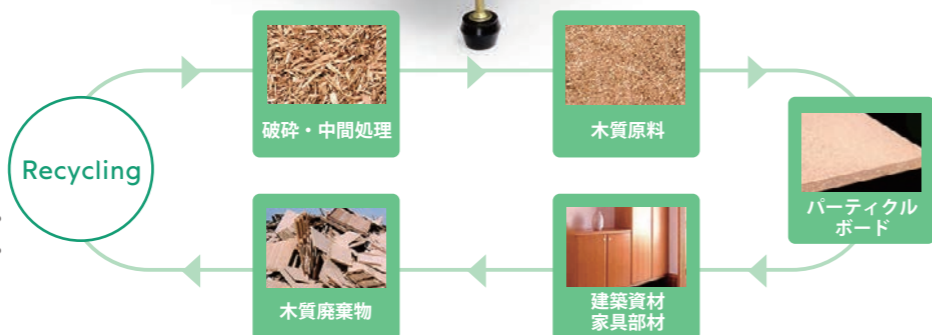 Recycling
破砕・中間処理
木質原料
パーティクル
ボード
建築資材
家具部材
木質廃棄物